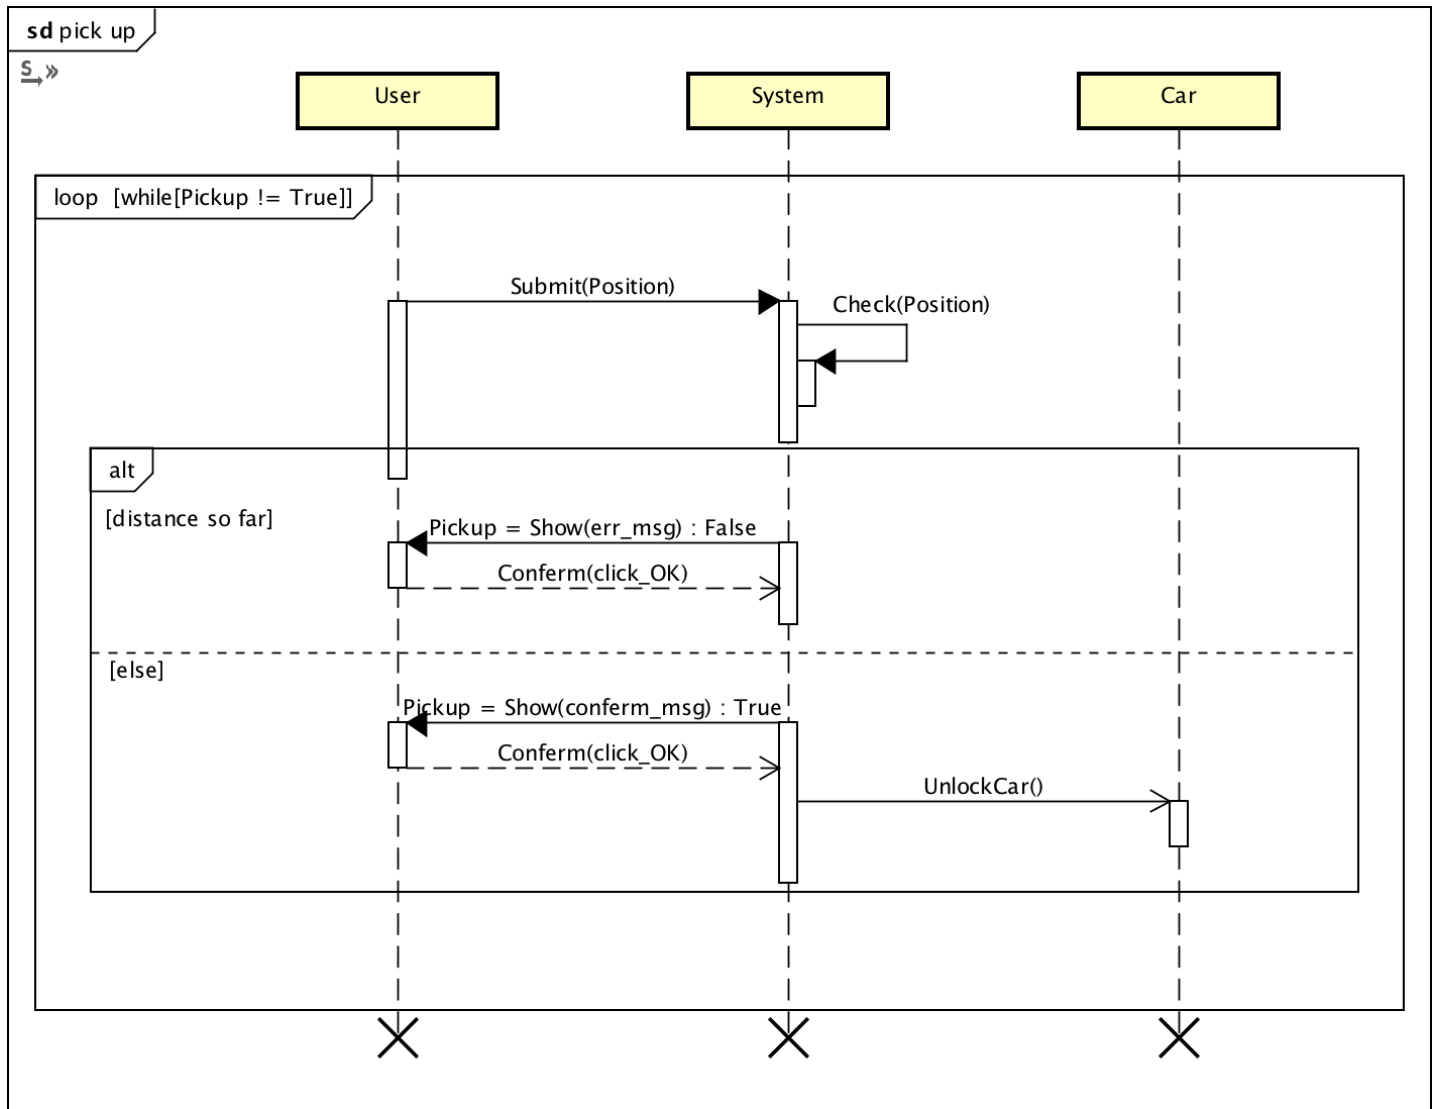 sd pick up
S »
User
System
Car
loop [while[Pickup != True]]
Submit(Position)
Check(Position)
alt
[distance so far]
Pickup = Show(err_msg) : False
Conferm(click_OK)
[else]
Pickup = Show(conferm_msg) : True
Conferm(click_OK)
UnlockCar()